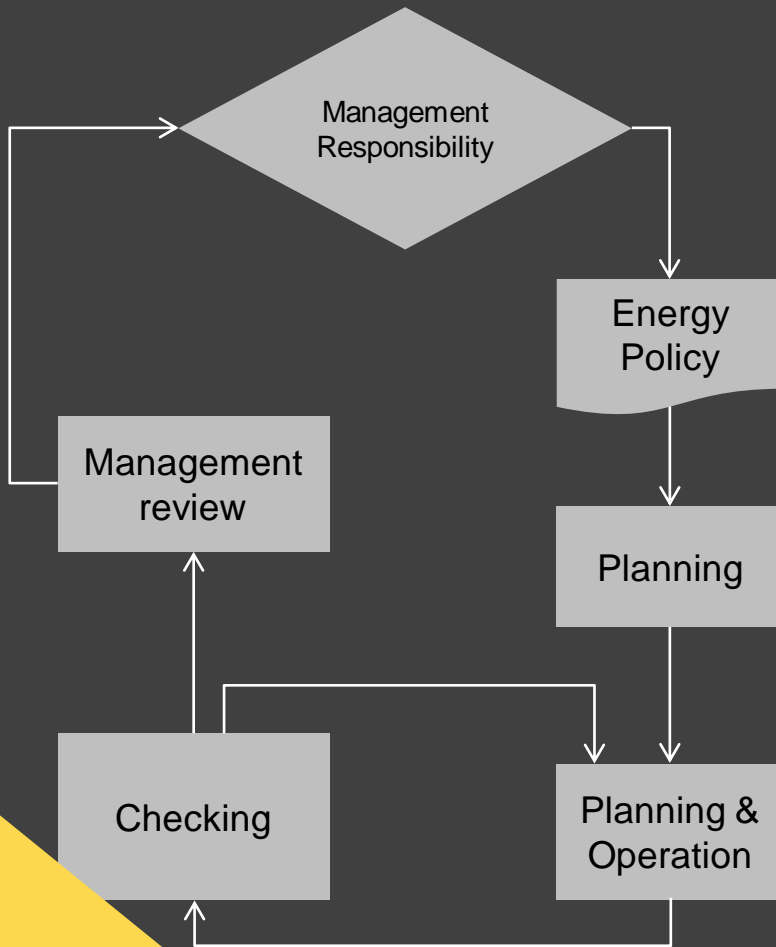 Management
Responsibility
Energy
Policy
Management
review
Planning
Checking
Planning &
Operation